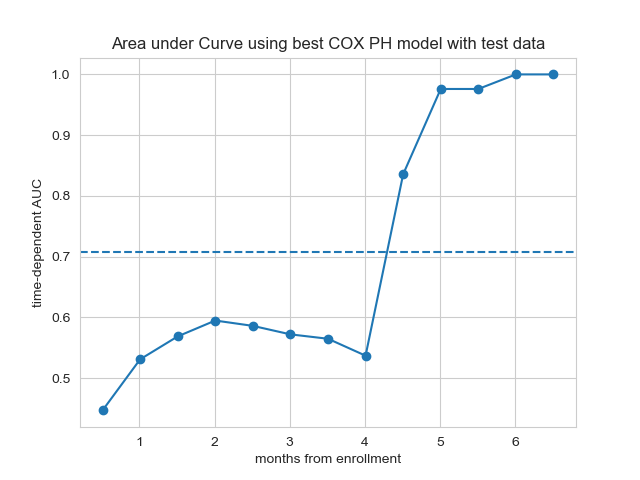 Area under Curve using best COX PH model with test data
1.0
0.9
0.8
0.7
0.6
0.5
time-dependent AUC
1 2 3 4 5 6
months from enrollment